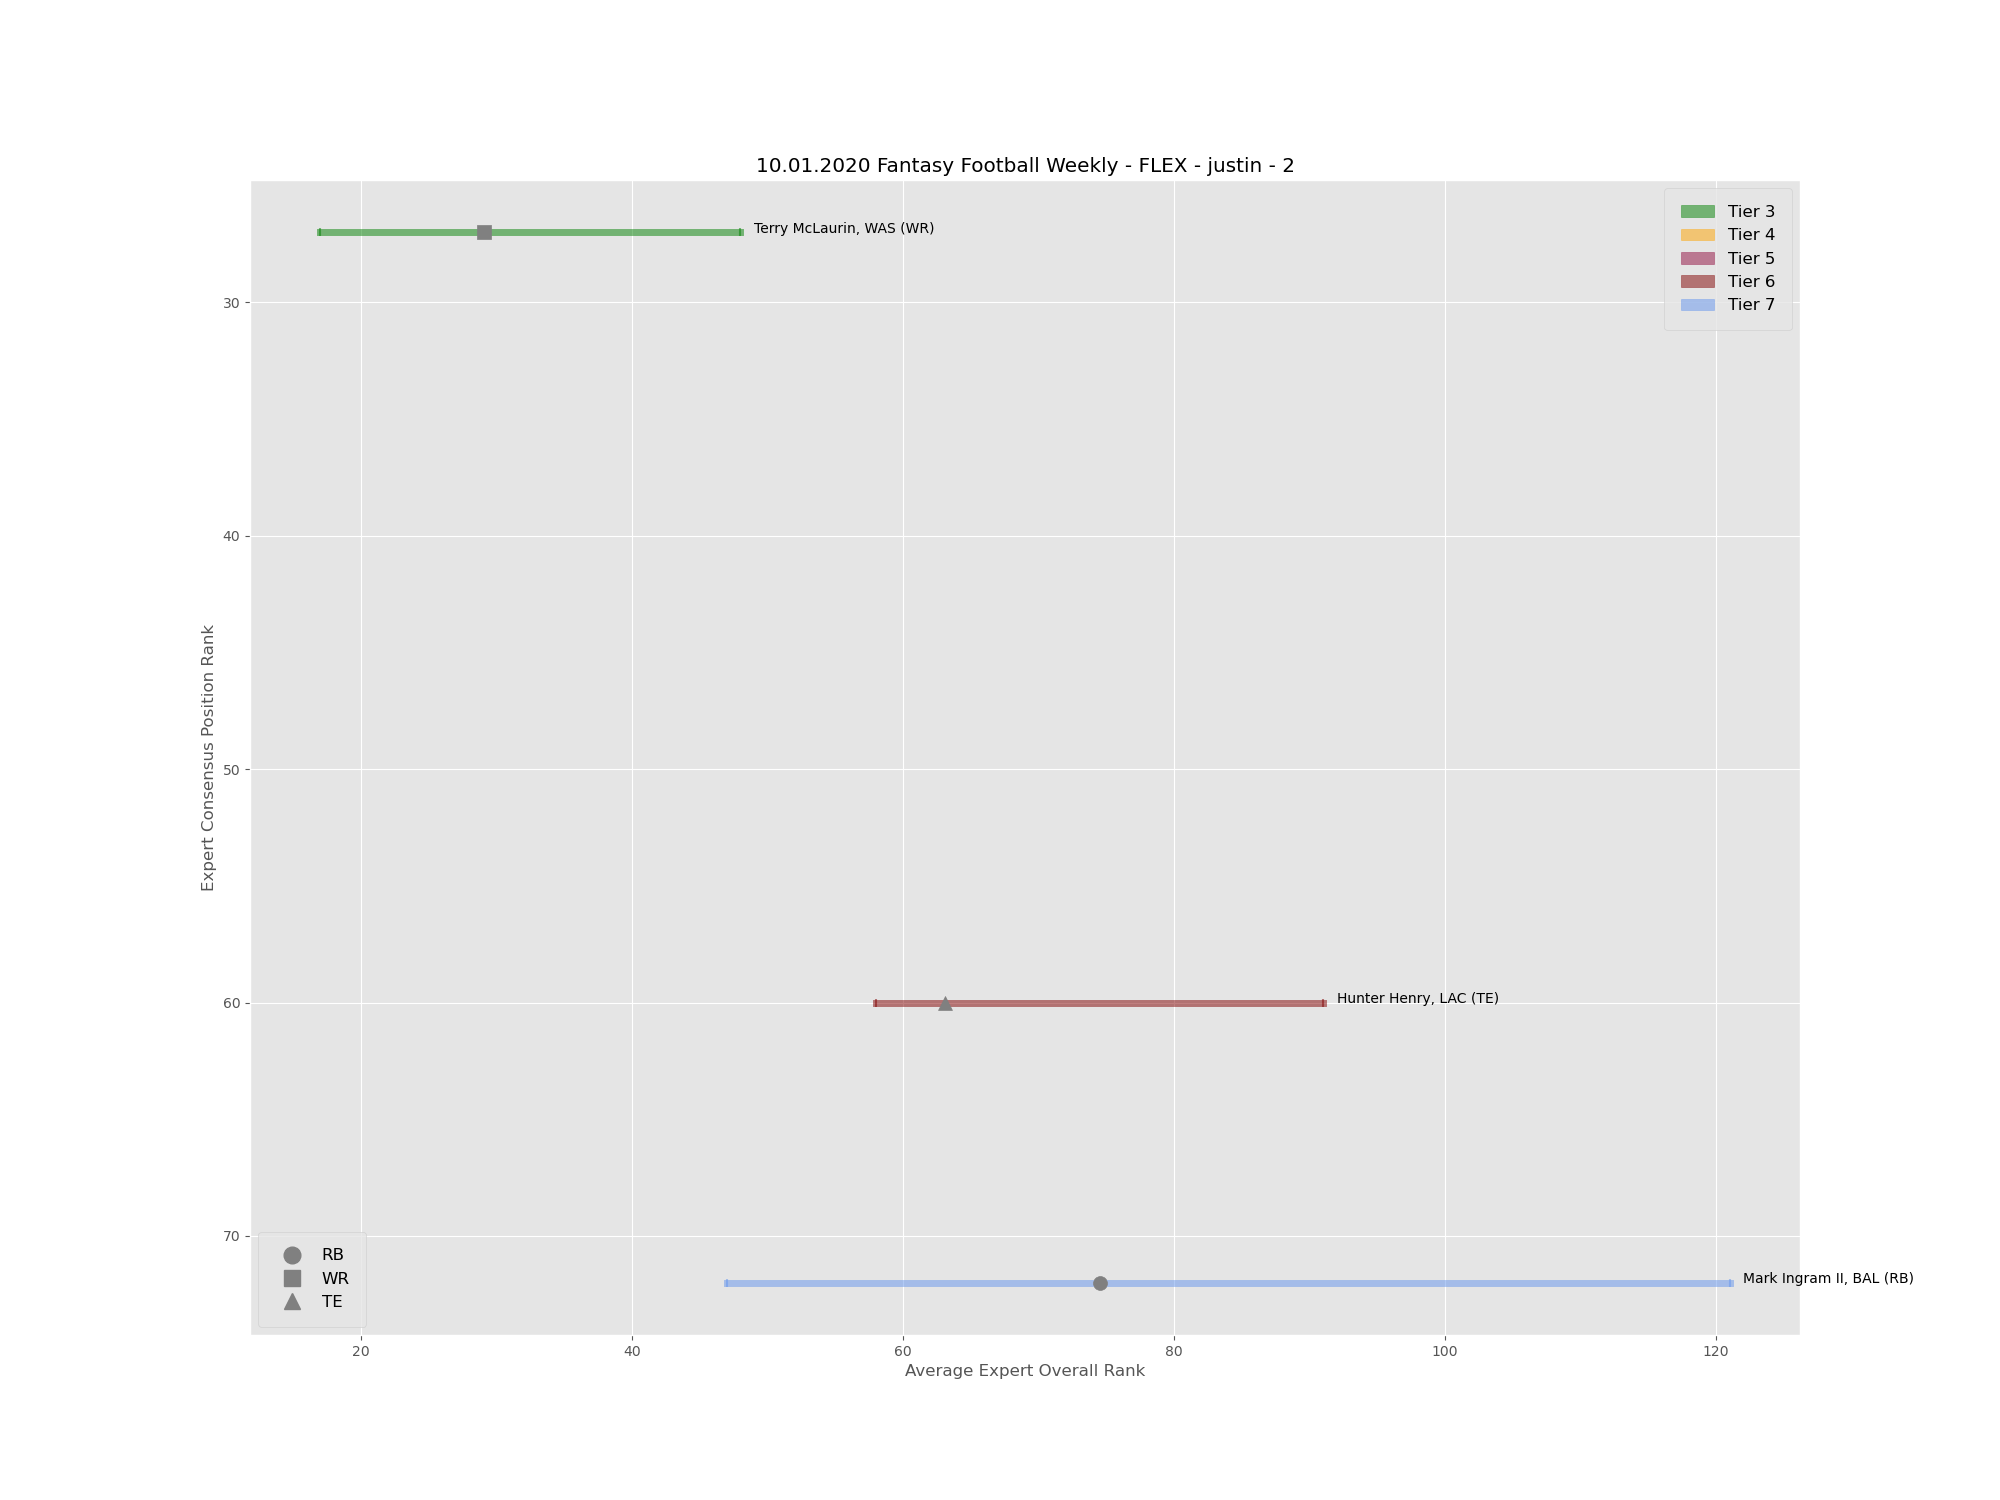 10.01.2020 Fantasy Football Weekly - FLEX - justin - 2
Terry McLaurin, WAS (WR)
Tier 3
Tier 4
Tier 5
Tier 6
Tier 7
30
40
50
60
70
Expert Consensus Position Rank
Hunter Henry, LAC (TE)
Mark Ingram II, BAL (RB)
RB
WR
TE
20 40 60 80 100 120
Average Expert Overall Rank